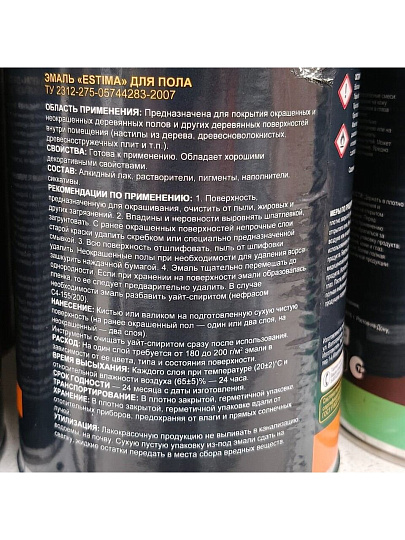 ЭМАЛЬ «ESTIMA» ДЛЯ ПОЛА
ТУ 2312-275-05744283-2007
ОБЛАСТЬ ПРИМЕНЕНИЯ: Предназначена для покрытия окрашенных и
неокрашенных деревянных полов и других деревянных поверхностей
внутри помещения (настилы из дерева, древесноволокнистых,
древесностружечных плит и т.п.).
СВОЙСТВА: Готова к применению. Обладает хорошими
декоративными свойствами.
СОСТАВ: Алкидный лак, растворители, пигменты, наполнители,
сиккативы.
РЕКОМЕНДАЦИИ ПО ПРИМЕНЕНИЮ: 1. Поверхность,
предназначенную для окрашивания, очистить от пыли, жировых и
других загрязнений. 2. Впадины и неровности выровнять шпатлевкой,
загрунтовать. С ранее окрашенных поверхностей непрочные слои
старой краски удалить скребком или специально предназначенной
смывкой. 3. Всю поверхность отшлифовать, пыль от шлифовки
удалить. Неокрашенные полы при необходимости для удаления ворса
зашкурить наждачной бумагой. 4. Эмаль тщательно перемешать до
однородности. Если при хранении на поверхности эмали образовалась
пленка, то ее следует предварительно удалить. В случае
необходимости эмаль разбавить уайт-спиритом (нефрасом
С4-155/200).
НАНЕСЕНИЕ: Кистью или валиком на подготовленную сухую чистую
поверхность (на ранее окрашенный пол — один или два слоя, на
неокрашенный — два слоя).
Инструменты очищать уайт-спиритом сразу после использования.
РАСХОД: На один слой требуется от 180 до 200 г/м² эмали в
зависимости от ее цвета, типа и состояния поверхности.
ВРЕМЯ ВЫСЫХАНИЯ: Каждого слоя при температуре (20±2)°С и
относительной влажности воздуха (65±5)% — 24 часа.
СРОК ГОДНОСТИ — 24 месяца с даты изготовления.
ТРАНСПОРТИРОВАНИЕ: В плотно закрытой, герметичной упаковке
ХРАНЕНИЕ: В плотно закрытой, герметичной упаковке вдали от
отопительных приборов, предохраняя от влаги и прямых солнечных
лучей.
УТИЛИЗАЦИЯ: Лакокрасочную продукцию не выливать в канализацию
водоемы, на почву. Сухую пустую упаковку из-под эмали сдать на
свалку, жидкие остатки передать в места сбора вредных веществ.